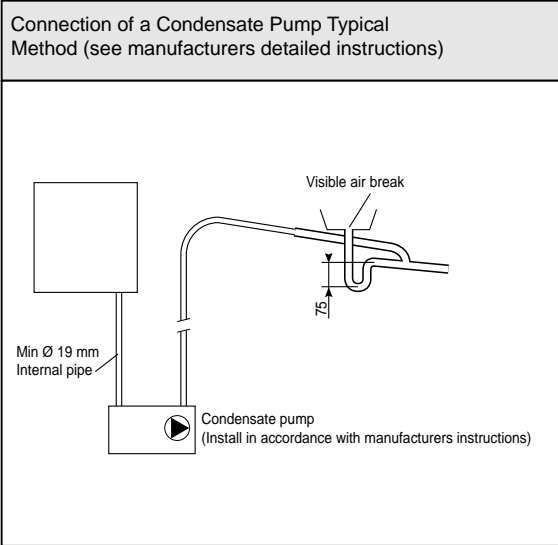 Connection of a Condensate Pump Typical
Method (see manufacturers detailed instructions)
Visible air break
75
Min Ø 19 mm
Internal pipe
Condensate pump
(Install in accordance with manufacturers instructions)